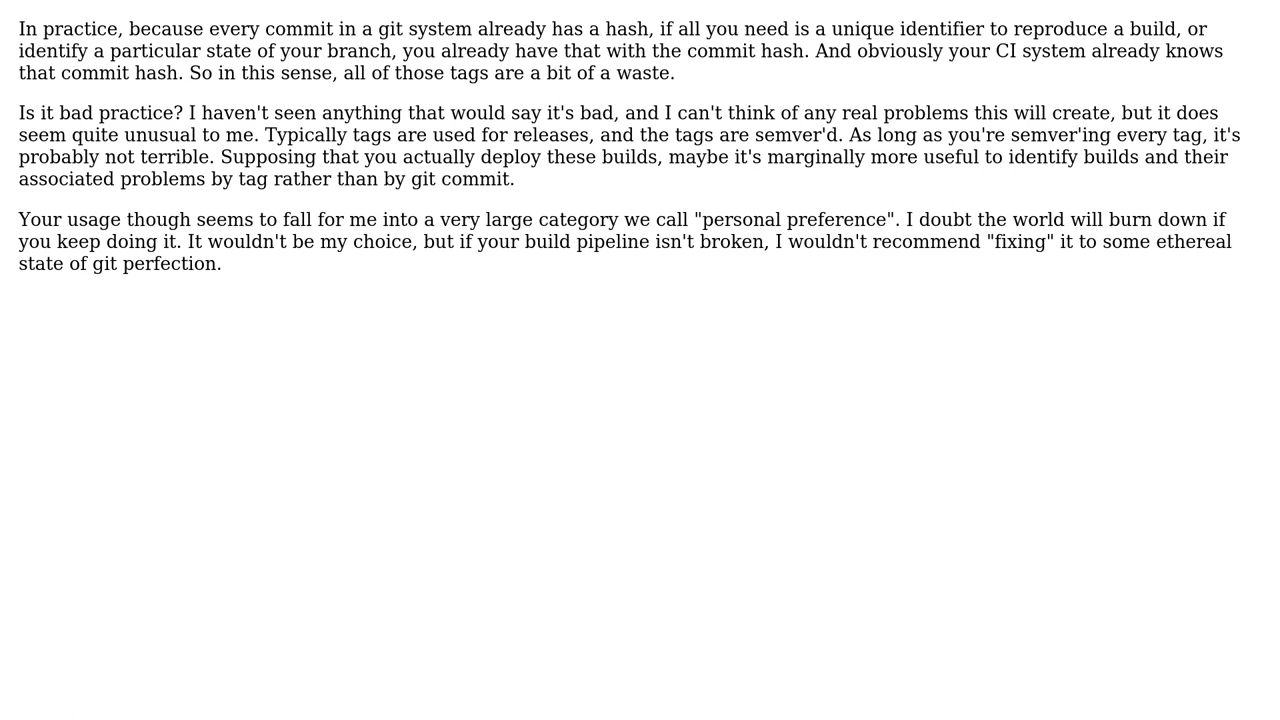 In practice, because every commit in a git system already has a hash, if all you need is a unique identifier to reproduce a build, or
identify a particular state of your branch, you already have that with the commit hash. And obviously your CI system already knows
that commit hash. So in this sense, all of those tags are a bit of a waste.
Is it bad practice? I haven't seen anything that would say it's bad, and I can't think of any real problems this will create, but it does
seem quite unusual to me. Typically tags are used for releases, and the tags are semver'd. As long as you're semver'ing every tag, it's
probably not terrible. Supposing that you actually deploy these builds, maybe it's marginally more useful to identify builds and their
associated problems by tag rather than by git commit.
Your usage though seems to fall for me into a very large category we call "personal preference". I doubt the world will burn down if
you keep doing it. It wouldn't be my choice, but if your build pipeline isn't broken, I wouldn't recommend "fixing" it to some ethereal
state of git perfection.